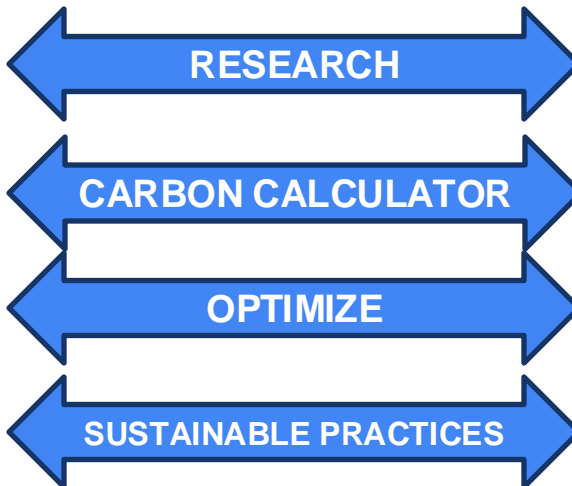 RESEARCH
CARBON CALCULATOR
OPTIMIZE
SUSTAINABLE PRACTICES